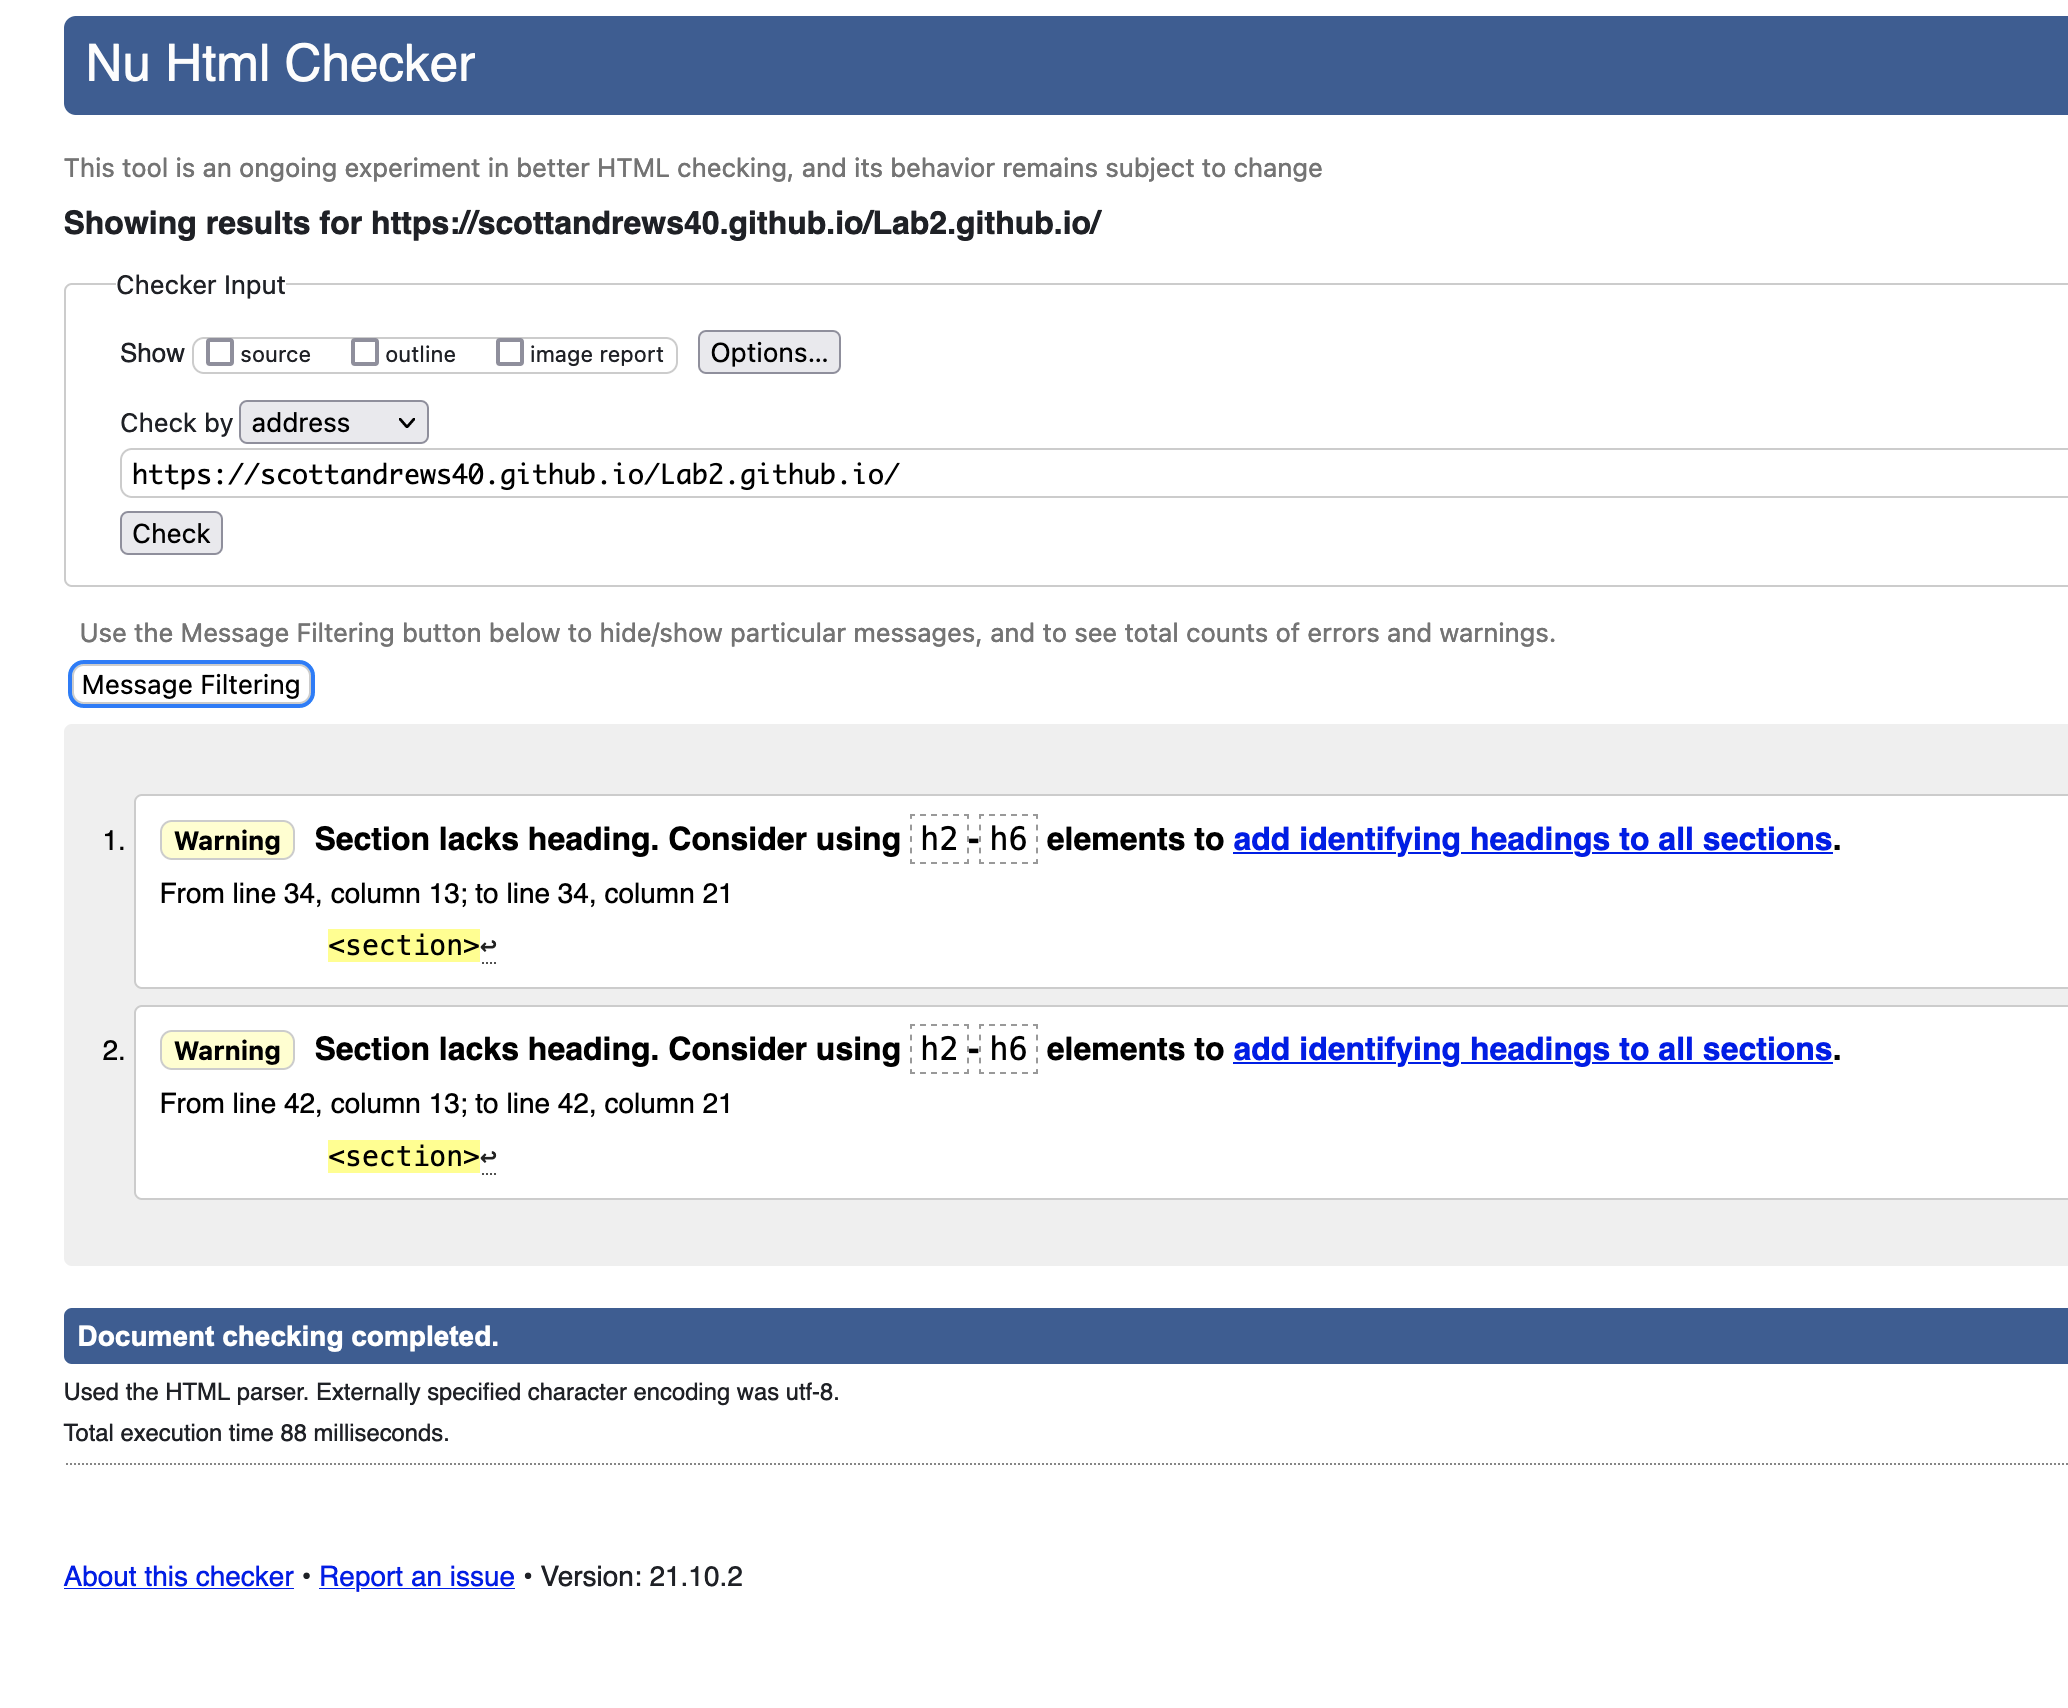 Nu Html Checker
This tool is an ongoing experiment in better HTML checking, and its behavior remains subject to change
Showing results for https://scottandrews40.github.io/Lab2.github.io/
Checker Input
Show source outline image report Options...
Check by address
https://scottandrews40.github.io/Lab2.github.io/
Check
Use the Message Filtering button below to hide/show particular messages, and to see total counts of errors and warnings.
Message Filtering
1. Warning Section lacks heading. Consider using h2-h6 elements to add identifying headings to all sections.
From line 34, column 13; to line 34, column 21
<section>↩
2. Warning Section lacks heading. Consider using h2-h6 elements to add identifying headings to all sections.
From line 42, column 13; to line 42, column 21
<section>↩
Document checking completed.
Used the HTML parser. Externally specified character encoding was utf-8.
Total execution time 88 milliseconds.
About this checker • Report an issue • Version: 21.10.2